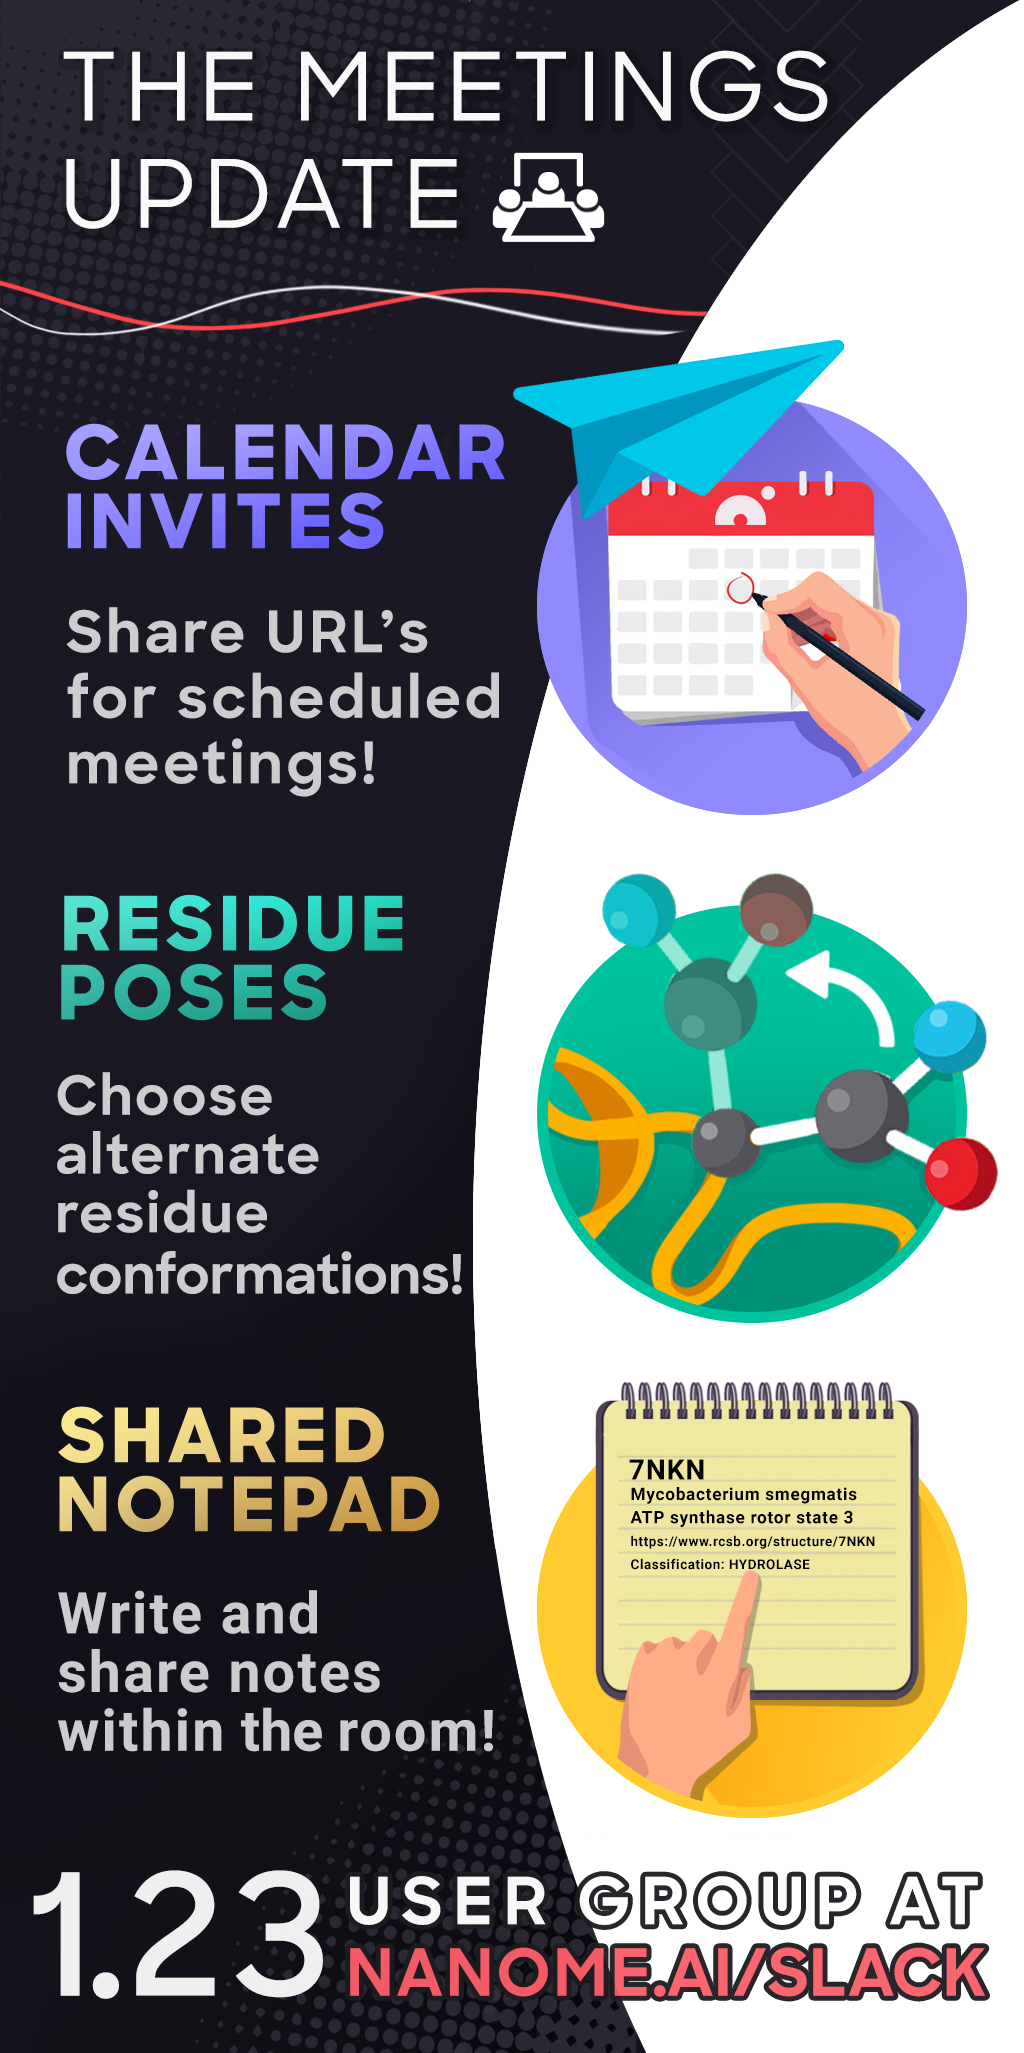 THE MEETINGS
UPDATE
CALENDAR
INVITES
Share URL’s
for scheduled
meetings!
RESIDUE
POSES
Choose
alternate
residue
conformations!
SHARED
NOTEPAD
Write and
share notes
within the room!
7NKN
Mycobacterium smegmatis
ATP synthase rotor state 3
https://www.rcsb.org/structure/7NKN
Classification: HYDROLASE
1.23
USER GROUP AT
NANOME.AI/SLACK